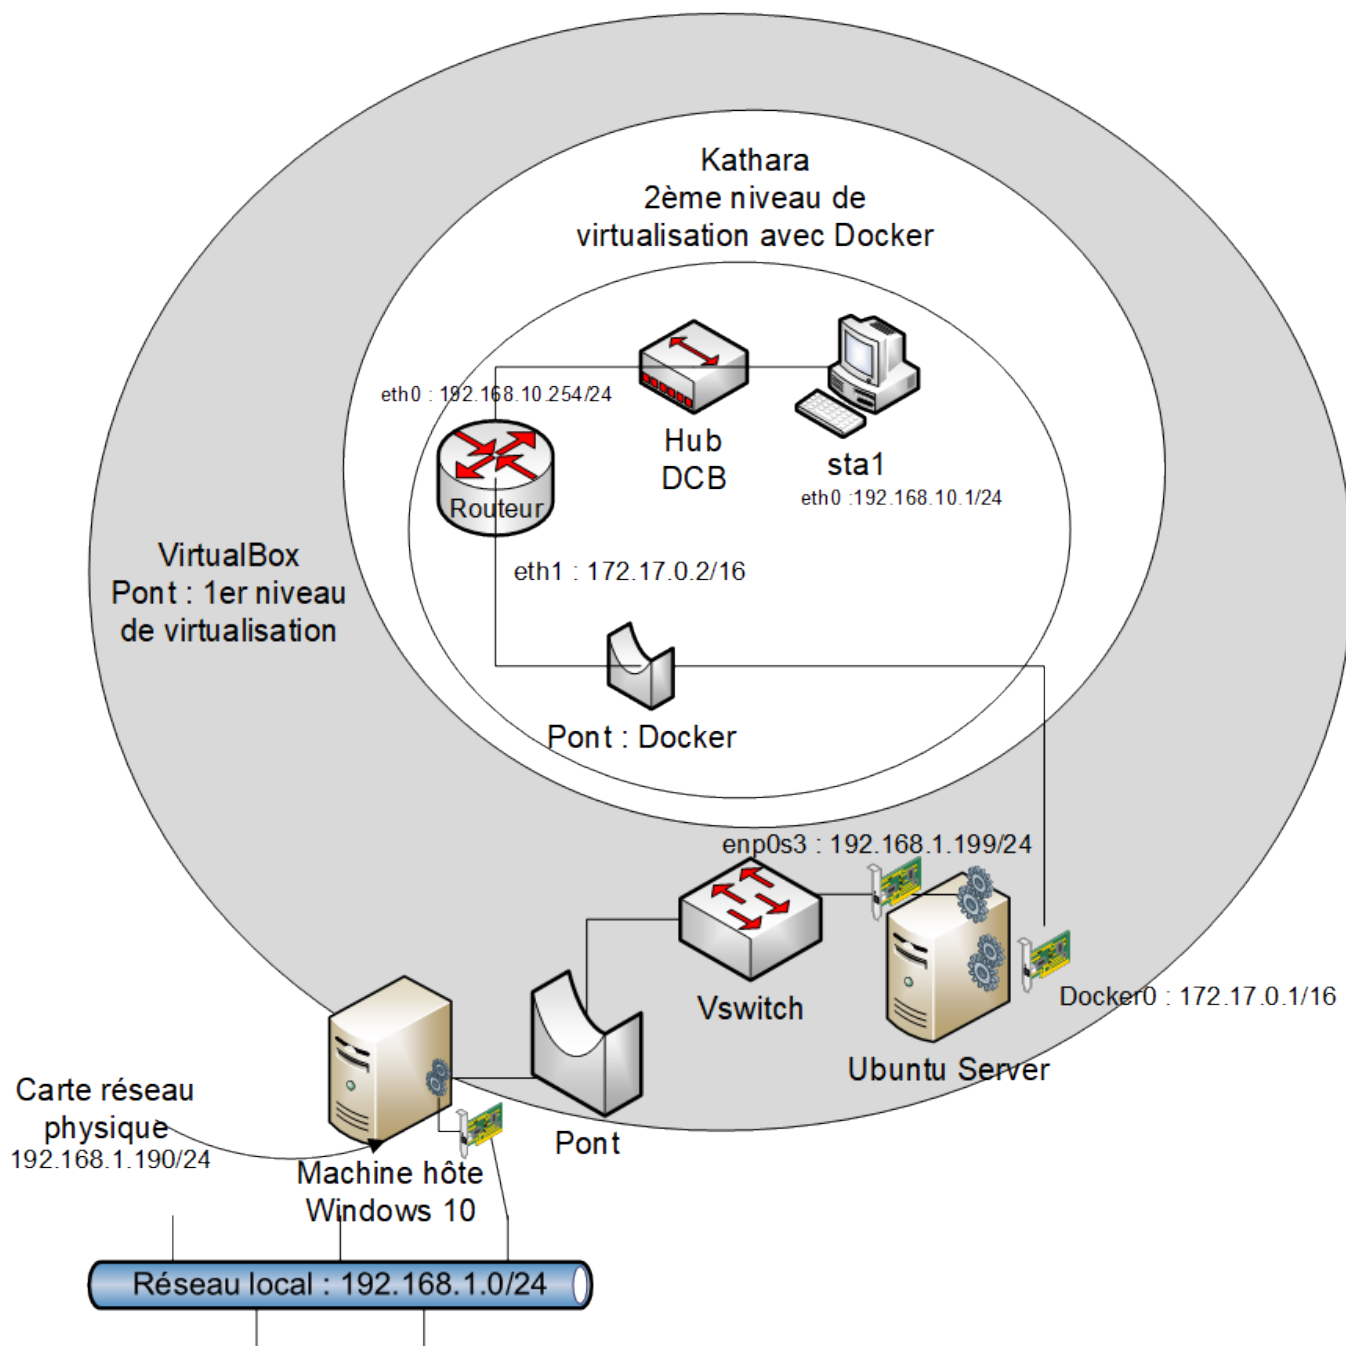 Kathara
2ème niveau de
virtualisation avec Docker
eth0 : 192.168.10.254/24
Hub
DCB
sta1
eth0 :192.168.10.1/24
Routeur
eth1 : 172.17.0.2/16
VirtualBox
Pont : 1er niveau
de virtualisation
Pont : Docker
enp0s3 : 192.168.1.199/24
Vswitch
Docker0 : 172.17.0.1/16
Ubuntu Server
Carte réseau
physique
192.168.1.190/24
Pont
Machine hôte
Windows 10
Réseau local : 192.168.1.0/24